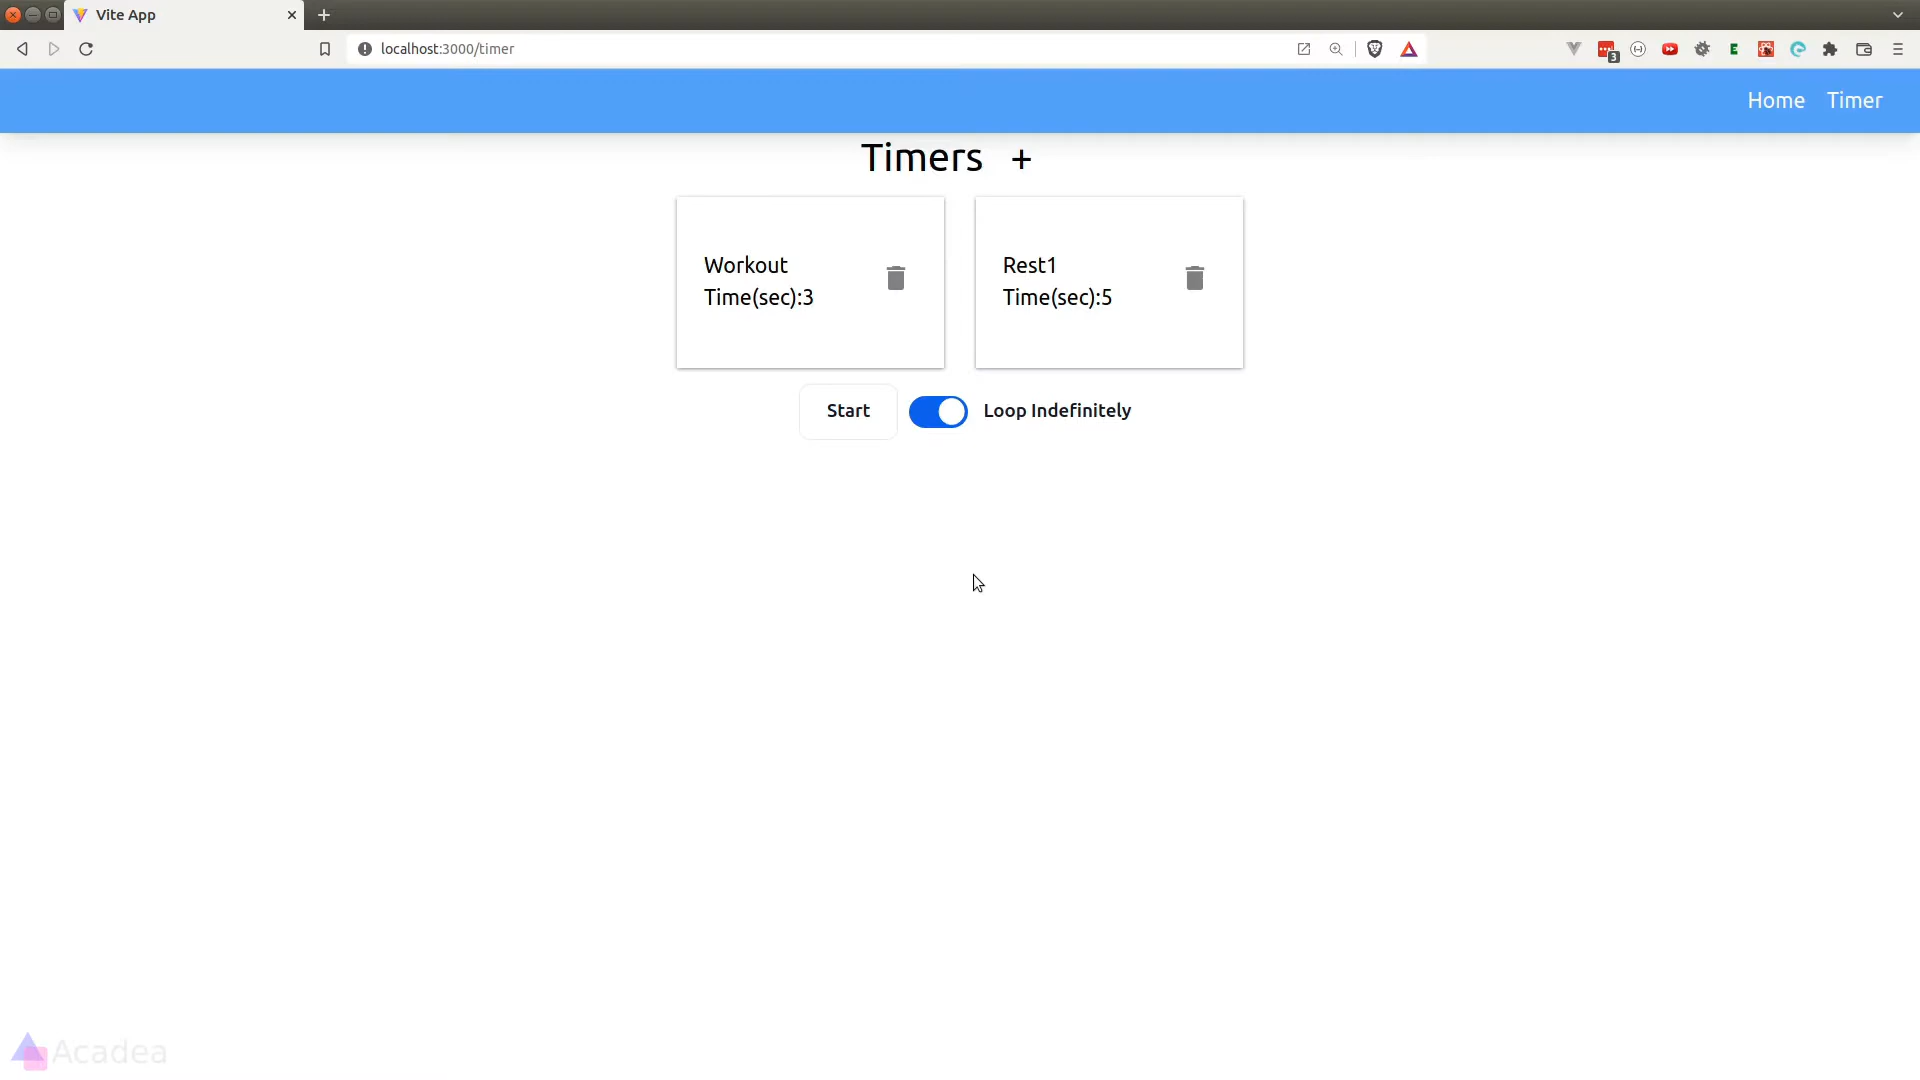 Vite App
localhost:3000/timer
3
Home Timer
Timers +
Workout
Time(sec):3
Rest1
Time(sec):5
Start
Loop Indefinitely
Acadea